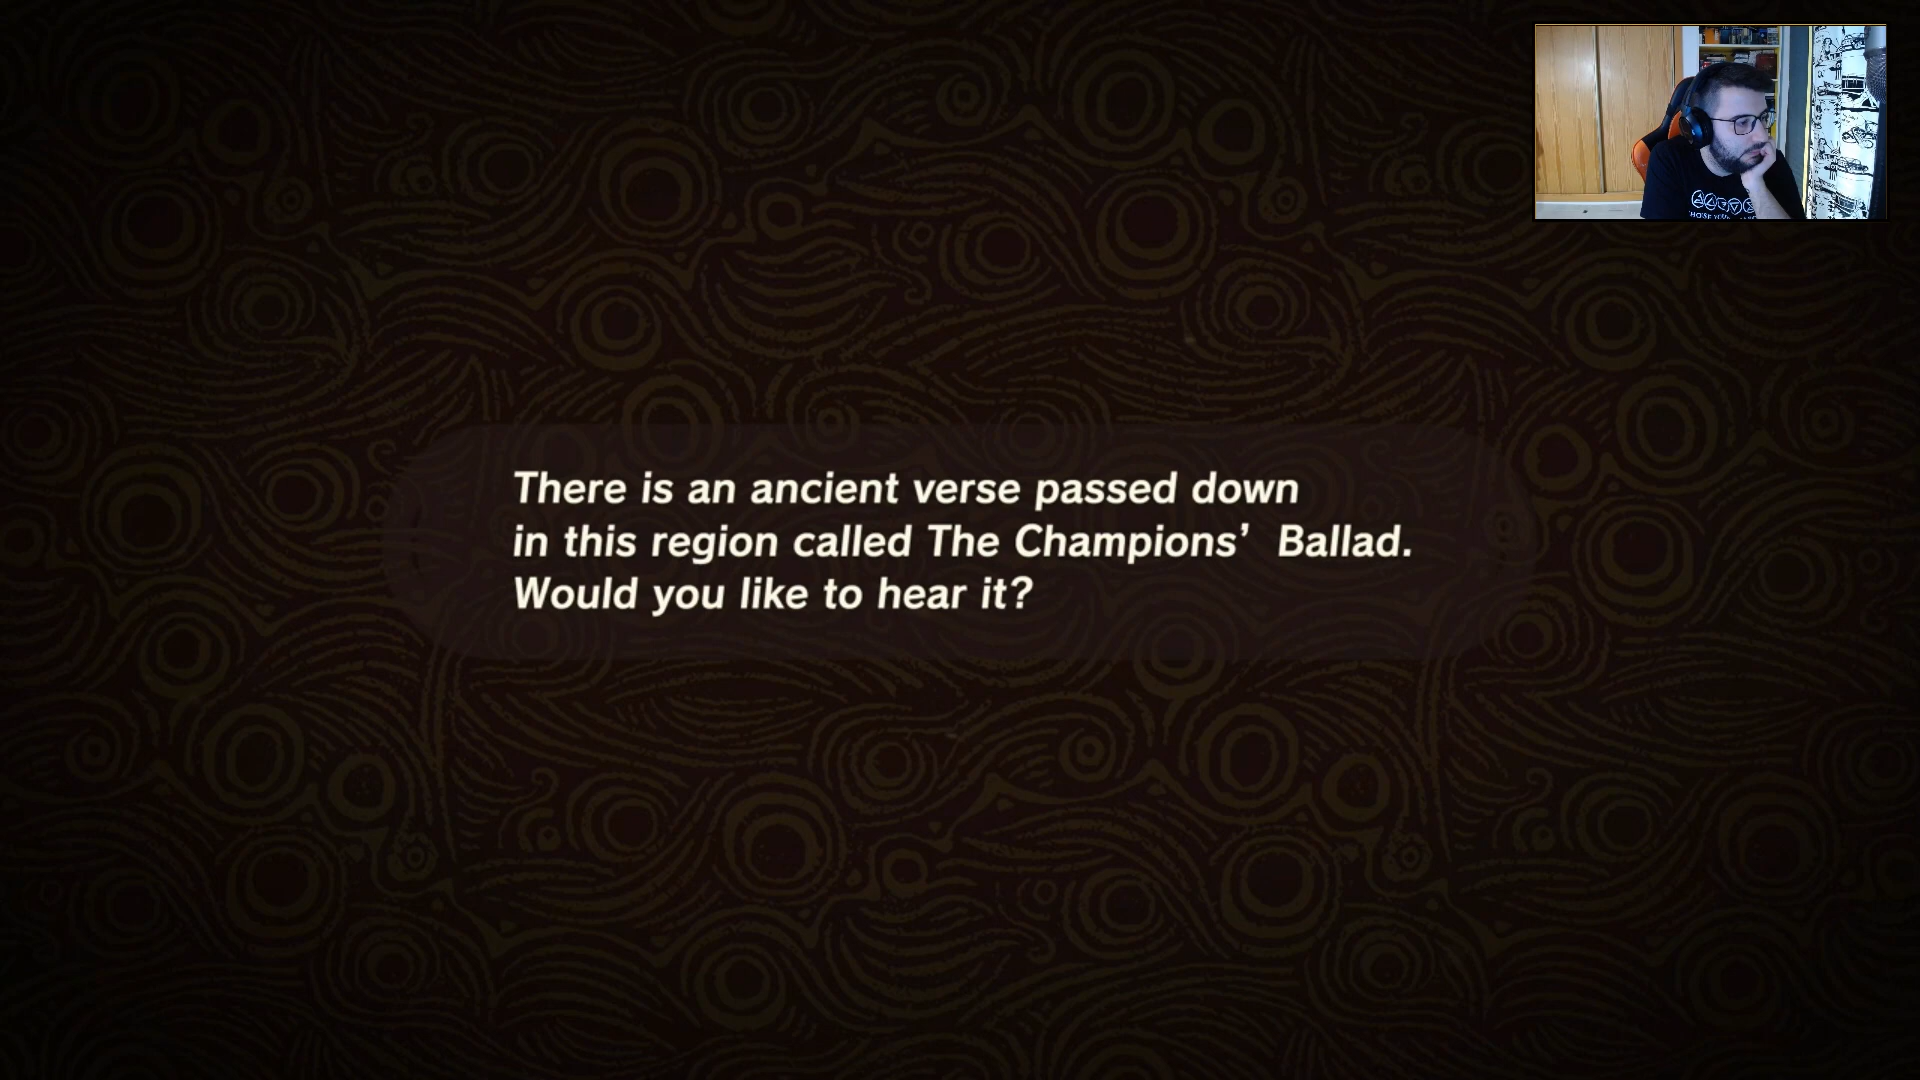 There is an ancient verse passed down
in this region called The Champions’ Ballad.
Would you like to hear it?